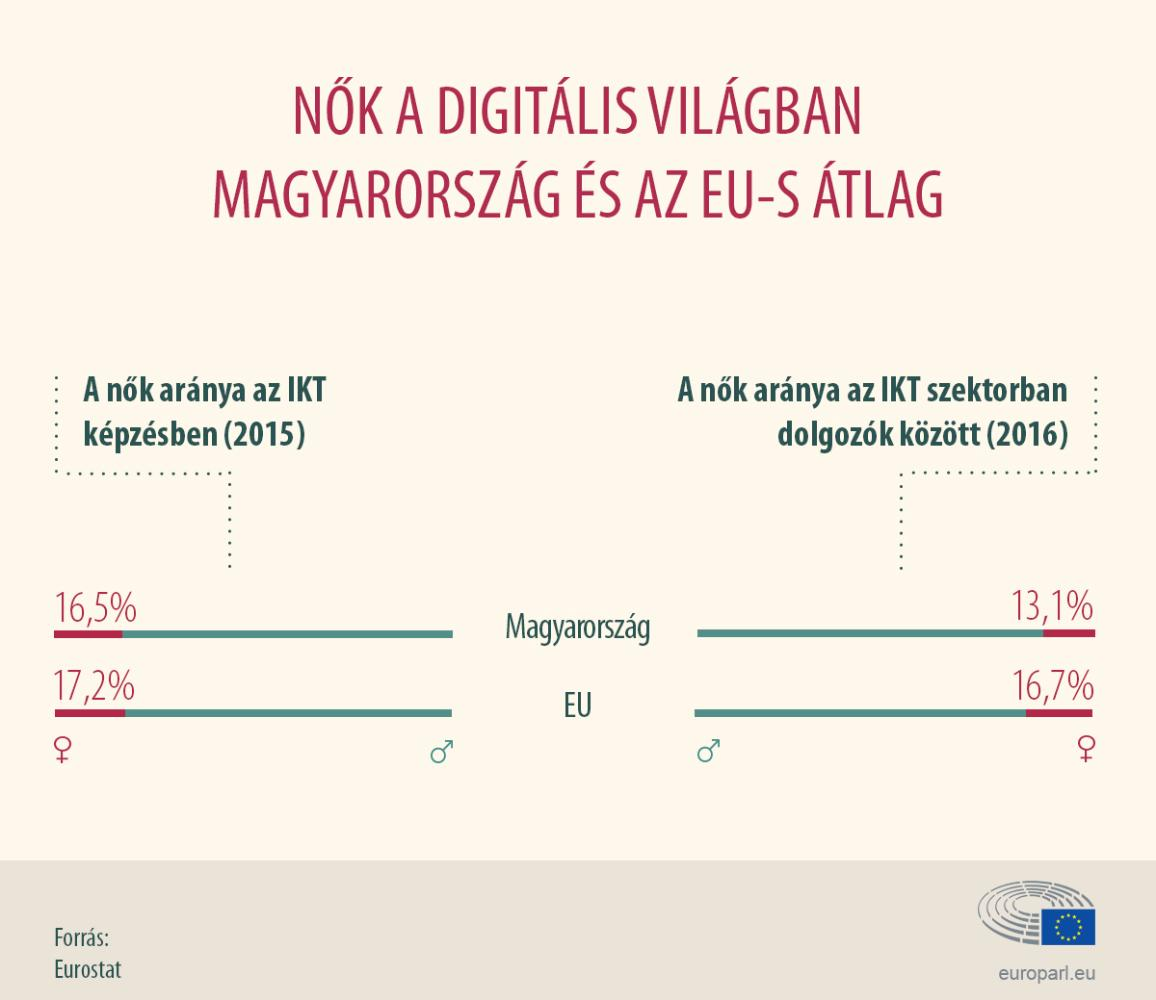 NŐK A DIGITÁLIS VILÁGBAN
MAGYARORSZÁG ÉS AZ EU-S ÁTLAG
A nők aránya az IKT
képzésben (2015)
A nők aránya az IKT szektorban
dolgozók között (2016)
16,5%
Magyarország
13,1%
17,2%
EU
16,7%
Forrás:
Eurostat
europarl.eu